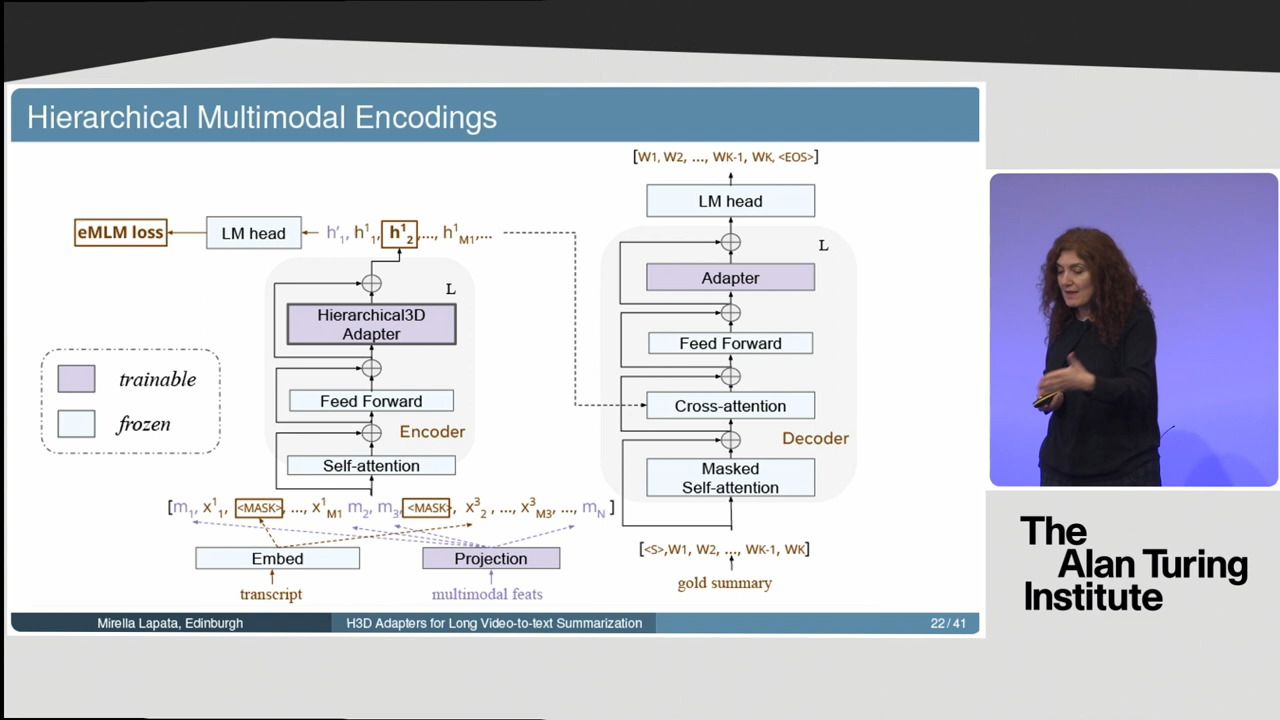 Hierarchical Multimodal Encodings
[W1, W2, ..., WK-1, WK, <EOS>]
LM head
L
Adapter
Feed Forward
Cross-attention
Decoder
Masked
Self-attention
[<S>,W1, W2, ..., WK-1, WK]
gold summary
eMLM loss
LM head
h'1, h¹1, h¹2,..., h¹M1,...
L
Hierarchical3D
Adapter
Feed Forward
Encoder
Self-attention
[m1, x¹1, <MASK>, ..., x¹M1 m2, m3, <MASK>, x³2 , ..., x³M3, ..., mN ]
Embed
Projection
transcript
multimodal feats
trainable
frozen
Mirella Lapata, Edinburgh
H3D Adapters for Long Video-to-text Summarization
22 / 41
The
Alan Turing
Institute